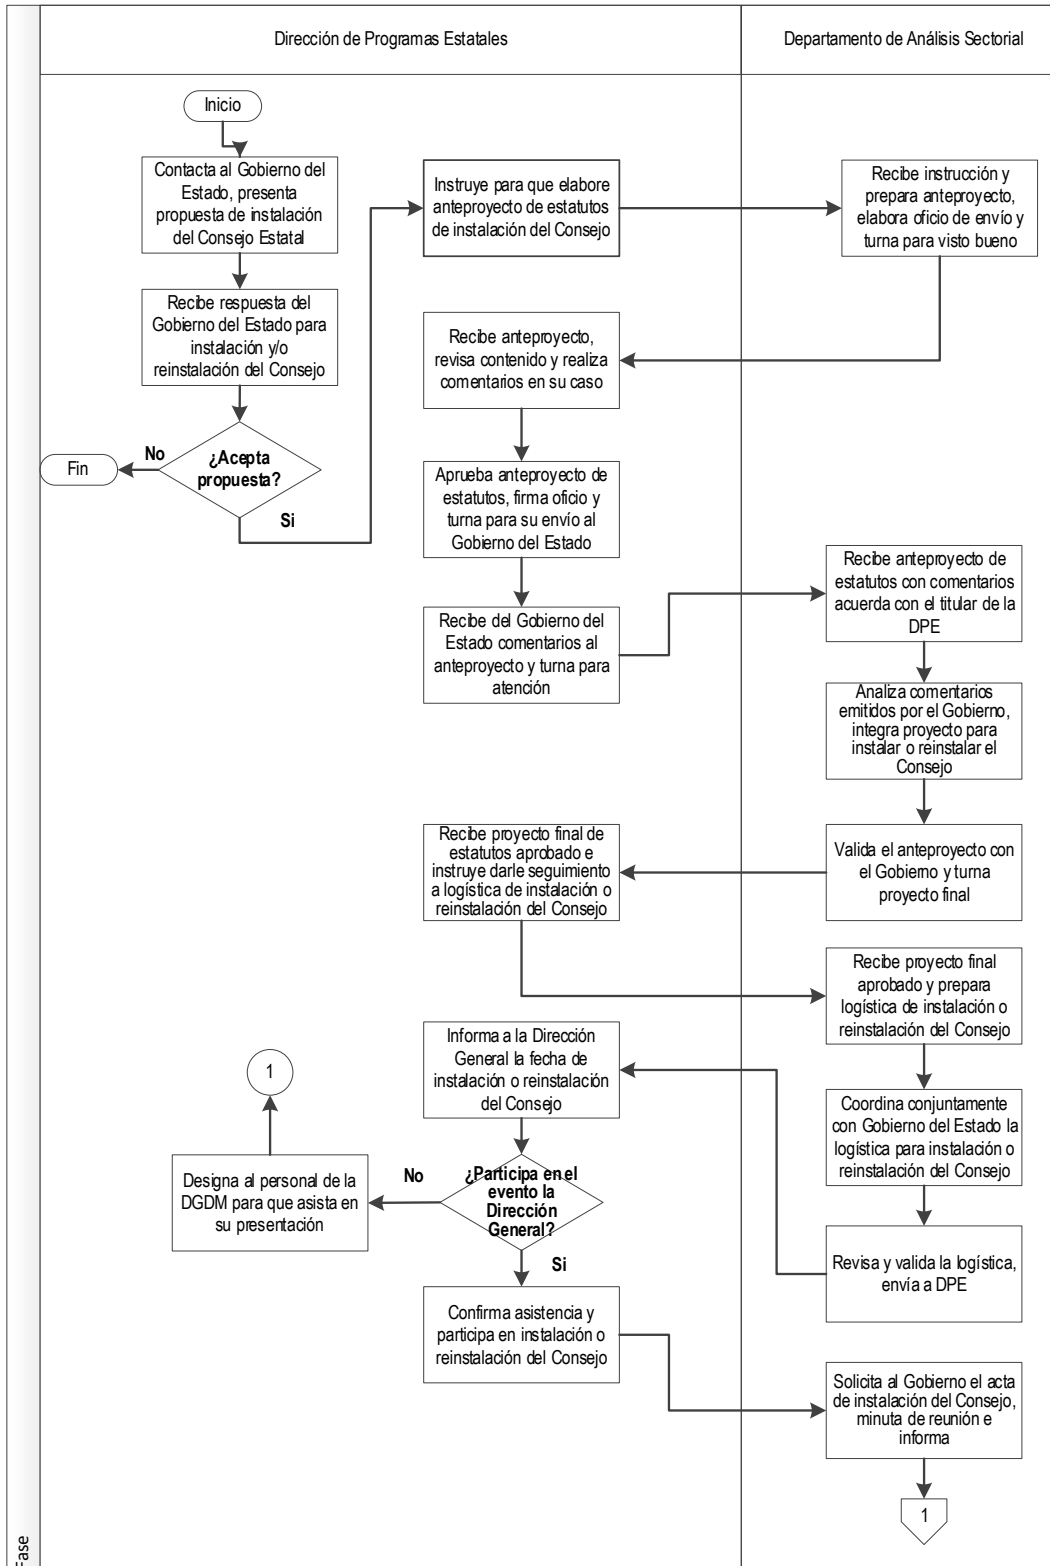 Dirección de Programas Estatales
Departamento de Análisis Sectorial
Inicio
Contacta al Gobierno del
Estado, presenta
propuesta de instalación
del Consejo Estatal
Instruye para que elabore
anteproyecto de estatutos
de instalación del Consejo
Recibe instrucción y
prepara anteproyecto,
elabora oficio de envío y
turna para visto bueno
Recibe respuesta del
Gobierno del Estado para
instalación y/o
reinstalación del Consejo
Recibe anteproyecto,
revisa contenido y realiza
comentarios en su caso
¿Acepta
propuesta?
No
Fin
Si
Aprueba anteproyecto de
estatutos, firma oficio y
turna para su envío al
Gobierno del Estado
Recibe del Gobierno del
Estado comentarios al
anteproyecto y turna para
atención
Recibe anteproyecto de
estatutos con comentarios
acuerda con el titular de la
DPE
Analiza comentarios
emitidos por el Gobierno,
integra proyecto para
instalar o reinstalar el
Consejo
Valida el anteproyecto con
el Gobierno y turna
proyecto final
Recibe proyecto final de
estatutos aprobado e
instruye darle seguimiento
a logística de instalación o
reinstalación del Consejo
Recibe proyecto final
aprobado y prepara
logística de instalación o
reinstalación del Consejo
Coordina conjuntamente
con Gobierno del Estado la
logística para instalación o
reinstalación del Consejo
Revisa y valida la logística,
envía a DPE
Informa a la Dirección
General la fecha de
instalación o reinstalación
del Consejo
¿Participa en el
evento la
Dirección
General?
No
Designa al personal de la
DGDM para que asista en
su presentación
1
Si
Confirma asistencia y
participa en instalación o
reinstalación del Consejo
Solicita al Gobierno el acta
de instalación del Consejo,
minuta de reunión e
informa
1
Fase